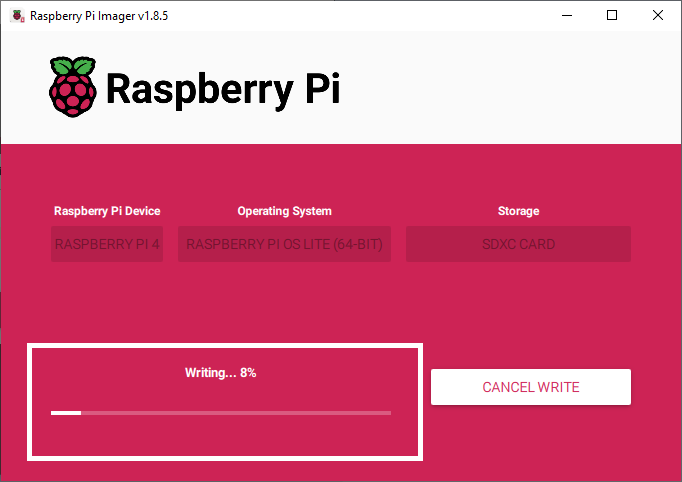 Raspberry Pi Imager v1.8.5
Raspberry Pi
Raspberry Pi Device
Operating System
Storage
RASPBERRY PI 4
RASPBERRY PI OS LITE (64-BIT)
SDXC CARD
Writing... 8%
CANCEL WRITE